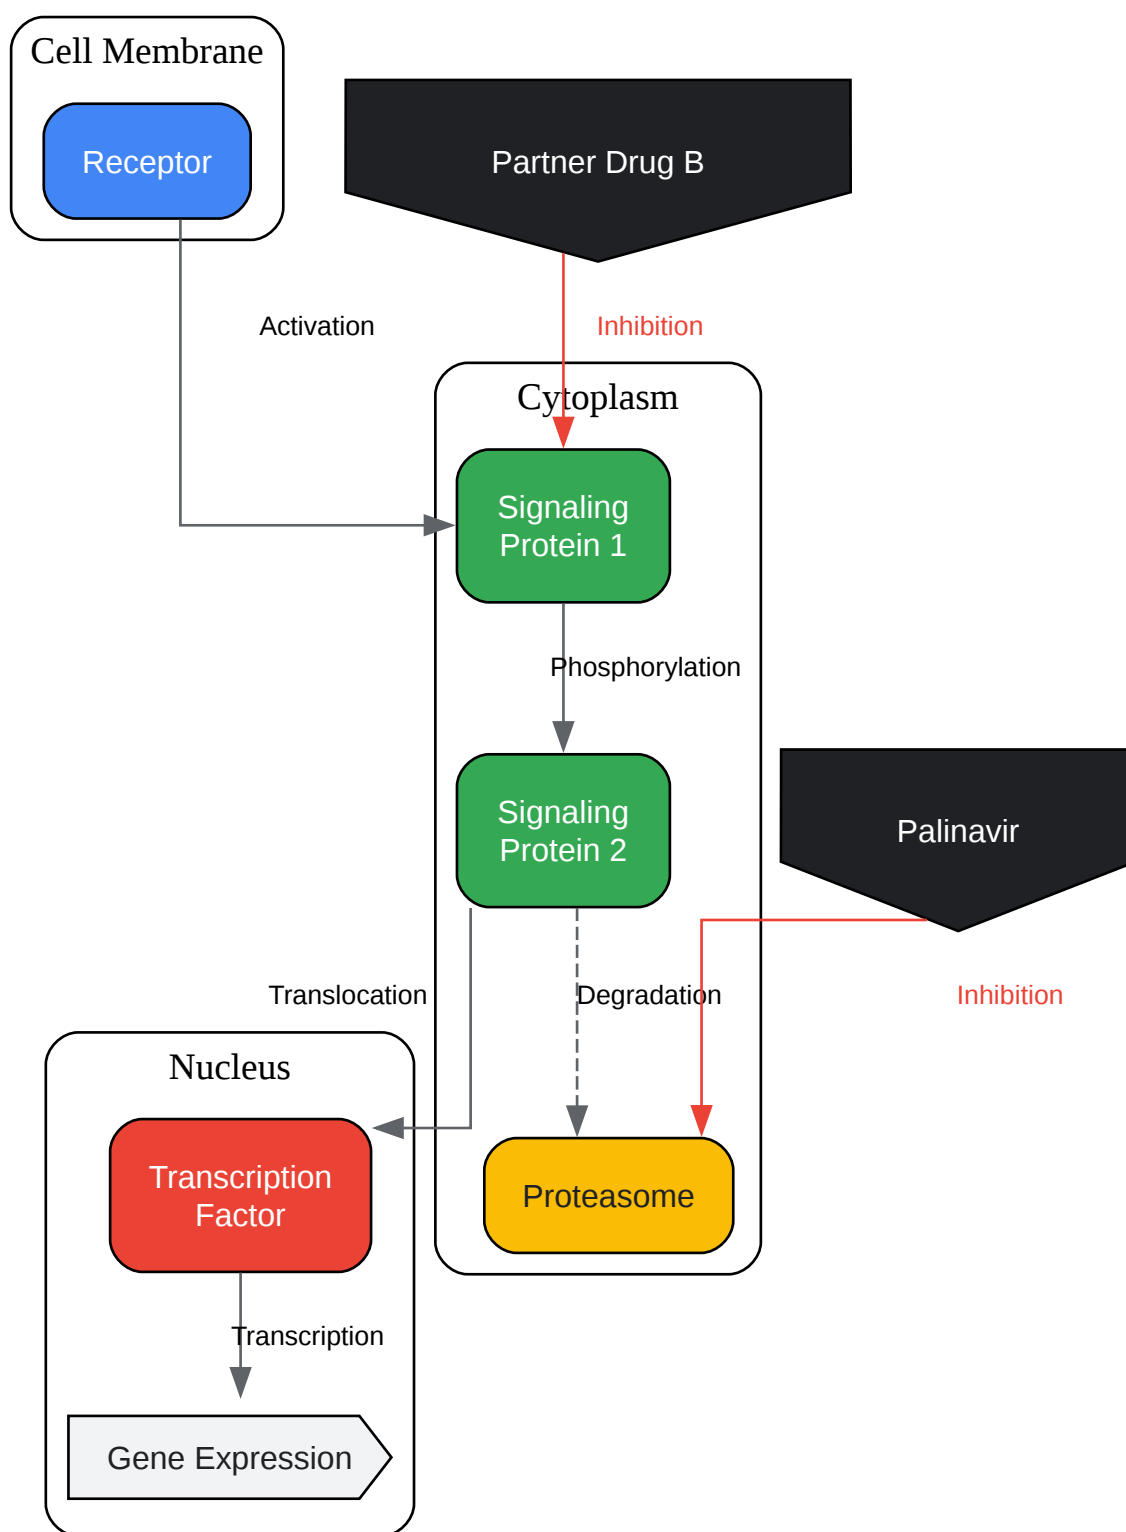 Cell Membrane
Receptor
Partner Drug B
Activation
Inhibition
Cytoplasm
Signaling
Protein 1
Phosphorylation
Signaling
Protein 2
Palinavir
Translocation
Degradation
Inhibition
Nucleus
Transcription
Factor
Proteasome
Transcription
Gene Expression